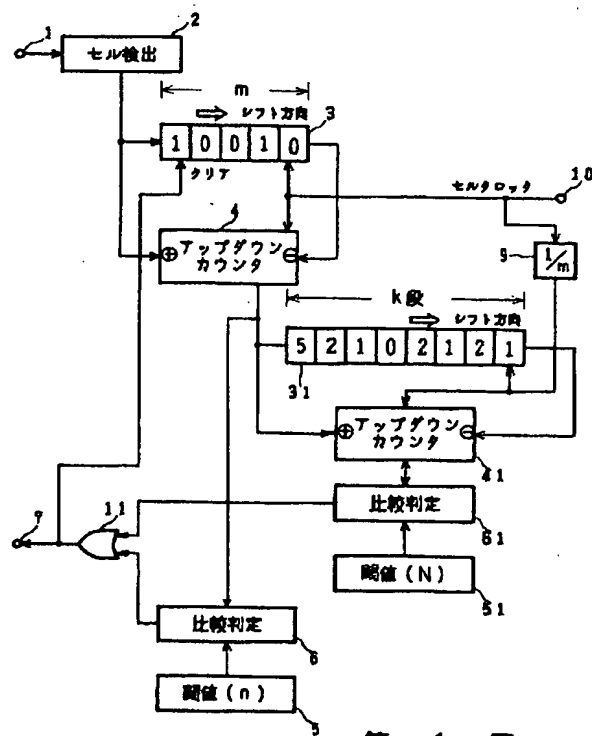 1
2
セル検出
m
シフト方向
3
1 0 0 1 0
クリア
セルクロック
10
4
⊕ アップダウン ⊖
カウンタ
9
1/m
k段
シフト方向
5 2 1 0 2 1 2 1
31
⊕ アップダウン ⊖
カウンタ
41
11
比較判定
61
閾値(N)
51
比較判定
6
閾値(n)
5